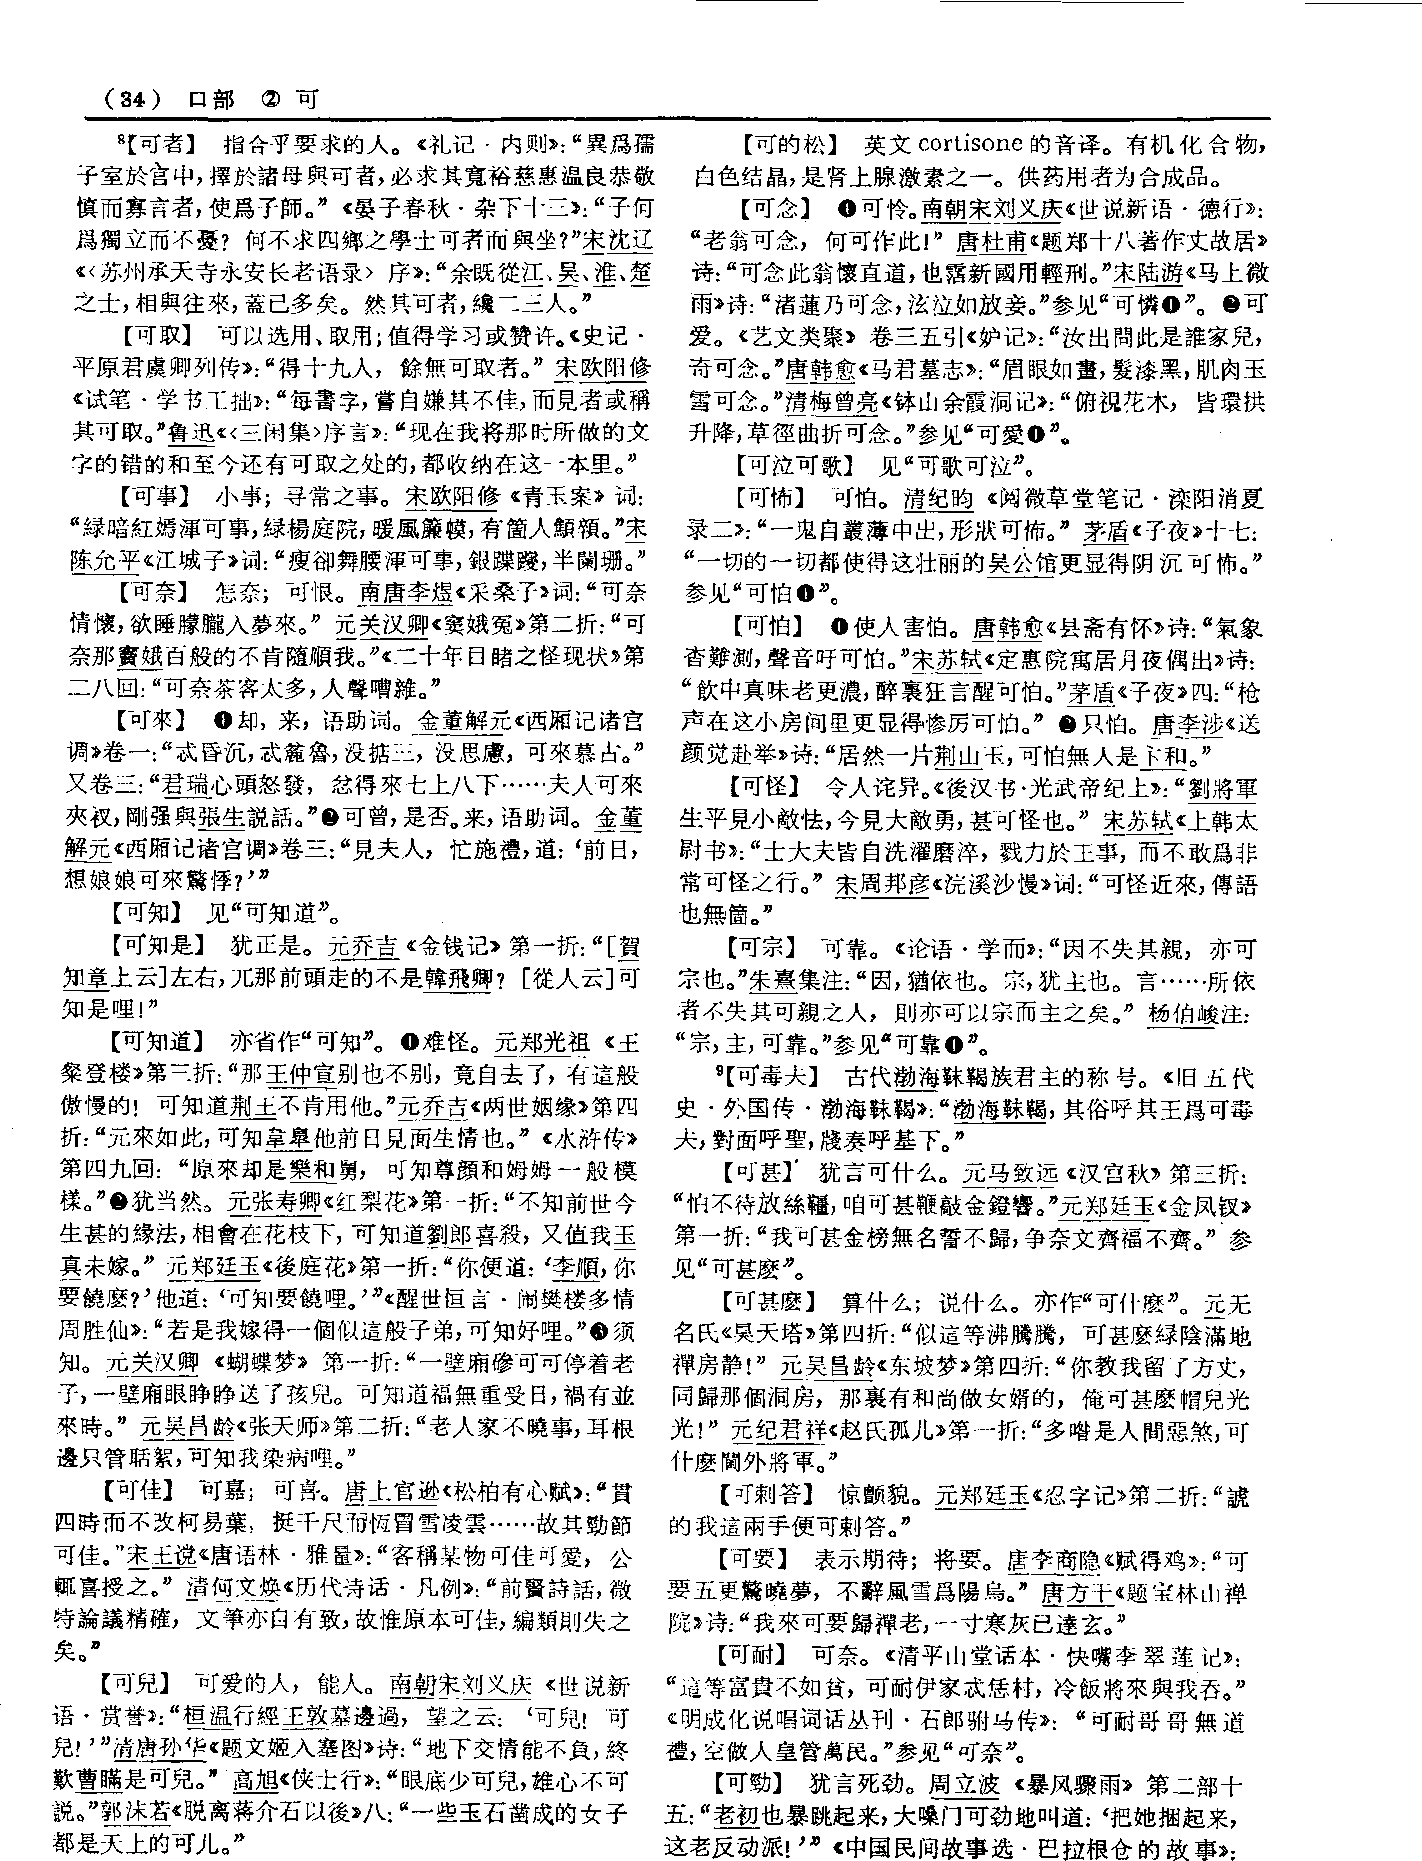 （34） 口部 ② 可
⁸【可者】 指合乎要求的人。《礼记·内则》：“異爲孺
子室於宫中，擇於諸母與可者，必求其寬裕慈惠温良恭敬
慎而寡言者，使爲子師。”《晏子春秋·杂下十三》：“子何
爲獨立而不憂？何不求四鄉之學士可者而與坐？”宋沈辽
《〈苏州承天寺永安长老语录〉序》：“余既從江、吴、淮、楚
之士，相與往來，蓋已多矣。然其可者，纔二三人。”
【可取】 可以选用、取用；值得学习或赞许。《史记·
平原君虞卿列传》：“得十九人，餘無可取者。”宋欧阳修
《试笔·学书工拙》：“每書字，嘗自嫌其不佳，而見者或稱
其可取。”鲁迅《〈三闲集〉序言》：“现在我将那时所做的文
字的错的和至今还有可取之处的，都收纳在这一本里。”
【可事】 小事；寻常之事。宋欧阳修《青玉案》词：
“緑暗紅嫣渾可事，緑楊庭院，暖風簾幙，有箇人顦顇。”宋
陈允平《江城子》词：“瘦卻舞腰渾可事，銀蹀躞，半闌珊。”
【可奈】 怎奈；可恨。南唐李煜《采桑子》词：“可奈
情懷，欲睡朦朧入夢來。”元关汉卿《窦娥冤》第二折：“可
奈那竇娥百般的不肯隨順我。”《二十年目睹之怪现状》第
二八回：“可奈茶客太多，人聲嘈雜。”
【可來】 ❶却，来，语助词。金董解元《西厢记诸宫
调》卷一：“忒昏沉，忒麄魯，没掂三，没思慮，可來慕古。”
又卷三：“君瑞心頭怒發，忿得來七上八下……夫人可來
夾衩，剛强與張生説話。”❷可曾，是否。来，语助词。金董
解元《西厢记诸宫调》卷三：“見夫人，忙施禮，道：‘前日，
想娘娘可來驚悸？’”
【可知】 见“可知道”。
【可知是】 犹正是。元乔吉《金钱记》第一折：“［賀
知章上云］左右，兀那前頭走的不是韓飛卿？［從人云］可
知是哩！”
【可知道】 亦省作“可知”。❶难怪。元郑光祖《王
粲登楼》第三折：“那王仲宣别也不别，竟自去了，有這般
傲慢的！可知道荆王不肯用他。”元乔吉《两世姻缘》第四
折：“元來如此，可知韋臯他前日見面生情也。”《水浒传》
第四九回：“原來却是樂和舅，可知尊顔和姆姆一般模
樣。”❷犹当然。元张寿卿《红梨花》第一折：“不知前世今
生甚的緣法，相會在花枝下，可知道劉郎喜殺，又值我玉
真未嫁。”元郑廷玉《後庭花》第一折：“你便道：‘李順，你
要饒麽？’他道：‘可知要饒哩。’”《醒世恒言·闹樊楼多情
周胜仙》：“若是我嫁得一個似這般子弟，可知好哩。”❸须
知。元关汉卿《蝴蝶梦》第一折：“一壁廂磣可可停着老
子，一壁廂眼睁睁送了孩兒。可知道福無重受日，禍有並
來時。”元吴昌龄《张天师》第二折：“老人家不曉事，耳根
邊只管聒絮，可知我染病哩。”
【可佳】 可嘉；可喜。唐上官逊《松柏有心赋》：“貫
四時而不改柯易葉，挺千尺而恆冒雪凌雲……故其勁節
可佳。”宋王谠《唐语林·雅量》：“客稱某物可佳可愛，公
輒喜授之。”清何文焕《历代诗话·凡例》：“前賢詩話，微
特論議精確，文筆亦自有致，故惟原本可佳，編類則失之
矣。”
【可兒】 可爱的人，能人。南朝宋刘义庆《世说新
语·赏誉》：“桓温行經王敦墓邊過，望之云：‘可兒！可
兒！’”清唐孙华《题文姬入塞图》诗：“地下交情能不負，終
歎曹瞞是可兒。”高旭《侠士行》：“眼底少可兒，雄心不可
説。”郭沫若《脱离蒋介石以後》八：“一些玉石凿成的女子
都是天上的可儿。”
【可的松】 英文cortisone的音译。有机化合物，
白色结晶，是肾上腺激素之一。供药用者为合成品。
【可念】 ❶可怜。南朝宋刘义庆《世说新语·德行》：
“老翁可念，何可作此！”唐杜甫《题郑十八著作丈故居》
诗：“可念此翁懷直道，也霑新國用輕刑。”宋陆游《马上微
雨》诗：“渚蓮乃可念，泫泣如放妾。”参见“可憐❶”。❷可
爱。《艺文类聚》卷三五引《妒记》：“汝出問此是誰家兒，
奇可念。”唐韩愈《马君墓志》：“眉眼如畫，髮漆黑，肌肉玉
雪可念。”清梅曾亮《钵山余霞洞记》：“俯視花木，皆環拱
升降，草徑曲折可念。”参见“可愛❶”。
【可泣可歌】 见“可歌可泣”。
【可怖】 可怕。清纪昀《阅微草堂笔记·滦阳消夏
录二》：“一鬼自叢薄中出，形狀可怖。”茅盾《子夜》十七：
“一切的一切都使得这壮丽的吴公馆更显得阴沉可怖。”
参见“可怕❶”。
【可怕】 ❶使人害怕。唐韩愈《县斋有怀》诗：“氣象
杳難測，聲音吁可怕。”宋苏轼《定惠院寓居月夜偶出》诗：
“飲中真味老更濃，醉裏狂言醒可怕。”茅盾《子夜》四：“枪
声在这小房间里更显得惨厉可怕。”❷只怕。唐李涉《送
颜觉赴举》诗：“居然一片荆山玉，可怕無人是卞和。”
【可怪】 令人诧异。《後汉书·光武帝纪上》：“劉將軍
生平見小敵怯，今見大敵勇，甚可怪也。”宋苏轼《上韩太
尉书》：“士大夫皆自洗濯磨淬，戮力於王事，而不敢爲非
常可怪之行。”宋周邦彦《浣溪沙慢》词：“可怪近來，傳語
也無箇。”
【可宗】 可靠。《论语·学而》：“因不失其親，亦可
宗也。”朱熹集注：“因，猶依也。宗，犹主也。言……所依
者不失其可親之人，則亦可以宗而主之矣。”杨伯峻注：
“宗，主，可靠。”参见“可靠❶”。
⁹【可毒夫】 古代渤海靺鞨族君主的称号。《旧五代
史·外国传·渤海靺鞨》：“渤海靺鞨，其俗呼其王爲可毒
夫，對面呼聖，牋奏呼基下。”
【可甚】 犹言可什么。元马致远《汉宫秋》第三折：
“怕不待放絲韁，咱可甚鞭敲金鐙響。”元郑廷玉《金凤钗》
第一折：“我可甚金榜無名誓不歸，争奈文齊福不齊。”参
见“可甚麽”。
【可甚麽】 算什么；说什么。亦作“可什麽”。元无
名氏《昊天塔》第四折：“似這等沸騰騰，可甚麽緑陰滿地
禪房静！”元吴昌龄《东坡梦》第四折：“你教我留了方丈，
同歸那個洞房，那裏有和尚做女婿的，俺可甚麽帽兒光
光！”元纪君祥《赵氏孤儿》第一折：“多喒是人間惡煞，可
什麽閫外將軍。”
【可剌答】 惊颤貌。元郑廷玉《忍字记》第二折：“諕
的我這兩手便可剌答。”
【可要】 表示期待；将要。唐李商隐《赋得鸡》：“可
要五更驚曉夢，不辭風雪爲陽烏。”唐方干《题宝林山禅
院》诗：“我來可要歸禪老，一寸寒灰已達玄。”
【可耐】 可奈。《清平山堂话本·快嘴李翠莲记》：
“這等富貴不如貧，可耐伊家忒恁村，冷飯將來與我吞。”
《明成化说唱词话丛刊·石郎驸马传》：“可耐哥哥無道
禮，空做人皇管萬民。”参见“可奈”。
【可勁】 犹言死劲。周立波《暴风骤雨》第二部十
五：“老初也暴跳起来，大嗓门可劲地叫道：‘把她捆起来，
这老反动派！’”《中国民间故事选·巴拉根仓的故事》：